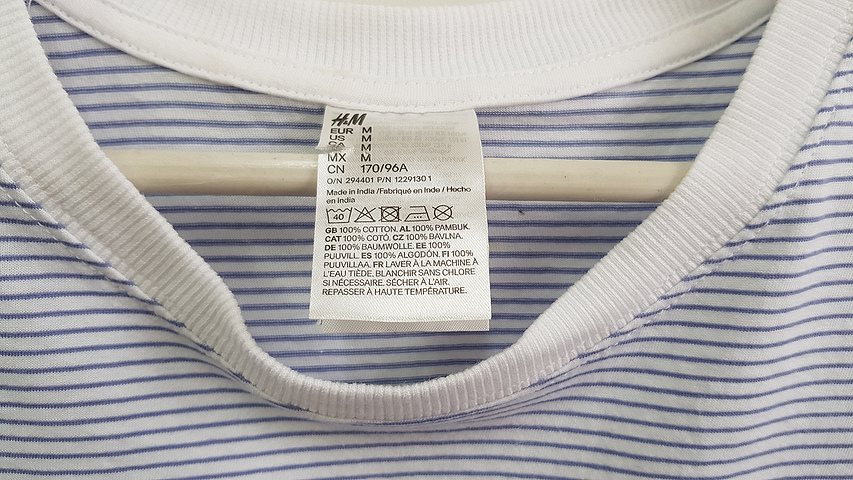 H&M
EUR M
US M
CA M
MX M
CN 170/96A
O/N 294401 P/N 1229130 1
Made in India /Fabriqué en Inde / Hecho
en India
40
GB 100% COTTON. AL 100% PAMBUK.
CAT 100% COTÓ. CZ 100% BAVLNA.
DE 100% BAUMWOLLE. EE 100%
PUUVILL. ES 100% ALGODÓN. FI 100%
PUUVILLAA. FR LAVER À LA MACHINE À
L'EAU TIÈDE. BLANCHIR SANS CHLORE
SI NÉCESSAIRE. SÉCHER À L'AIR.
REPASSER À HAUTE TEMPÉRATURE.